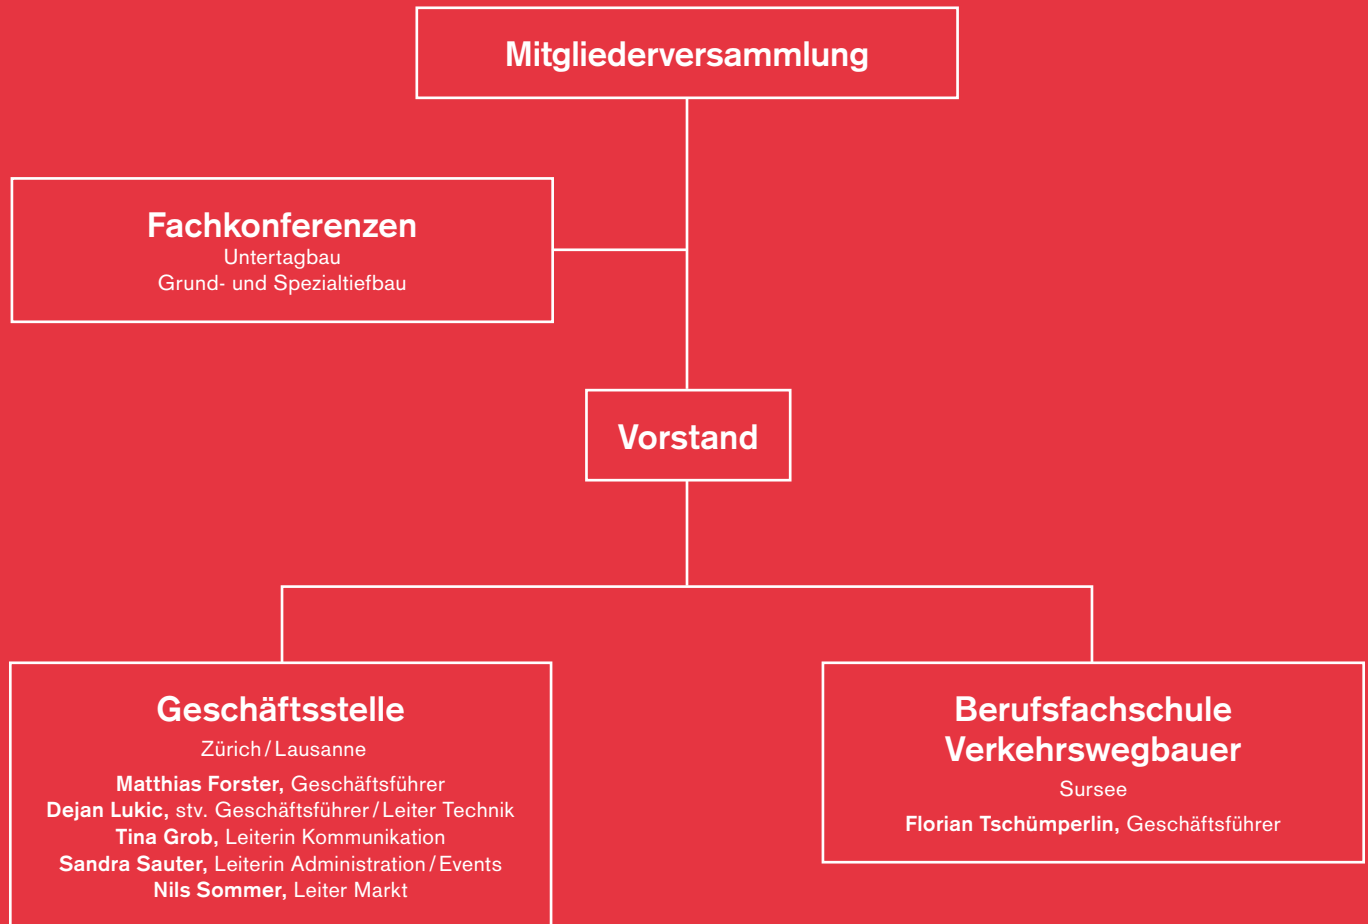 Mitgliederversammlung
Fachkonferenzen
Untertagbau
Grund- und Spezialtiefbau
Vorstand
Geschäftsstelle
Zürich/Lausanne
Matthias Forster, Geschäftsführer
Dejan Lukic, stv. Geschäftsführer/Leiter Technik
Tina Grob, Leiterin Kommunikation
Sandra Sauter, Leiterin Administration/Events
Nils Sommer, Leiter Markt
Berufsfachschule
Verkehrswegbauer
Sursee
Florian Tschümperlin, Geschäftsführer